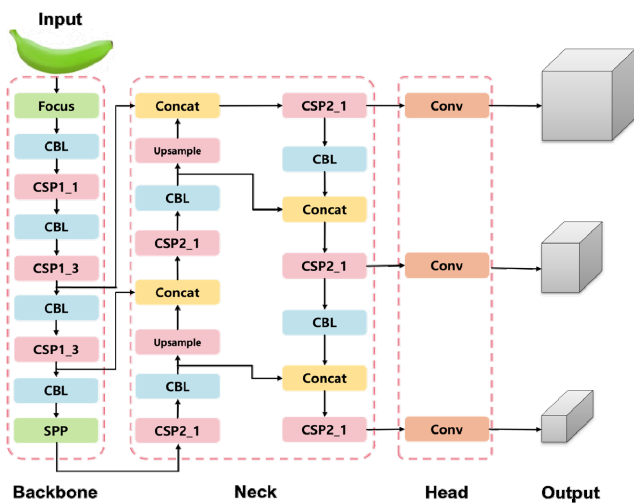 Input
Focus
CBL
CSP1_1
CBL
CSP1_3
CBL
CSP1_3
CBL
SPP
Concat
Upsample
CBL
CSP2_1
Concat
Upsample
CBL
CSP2_1
CSP2_1
CBL
Concat
CSP2_1
CBL
Concat
CSP2_1
Conv
Conv
Conv
Backbone
Neck
Head
Output